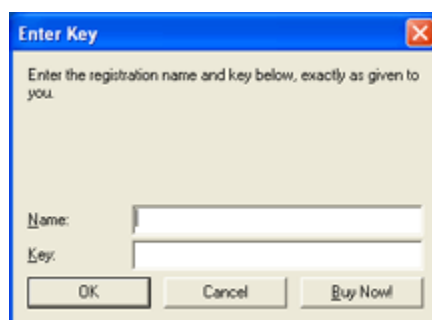 Enter Key
Enter the registration name and key below, exactly as given to
you.
Name:
Key:
OK Cancel Buy Now!